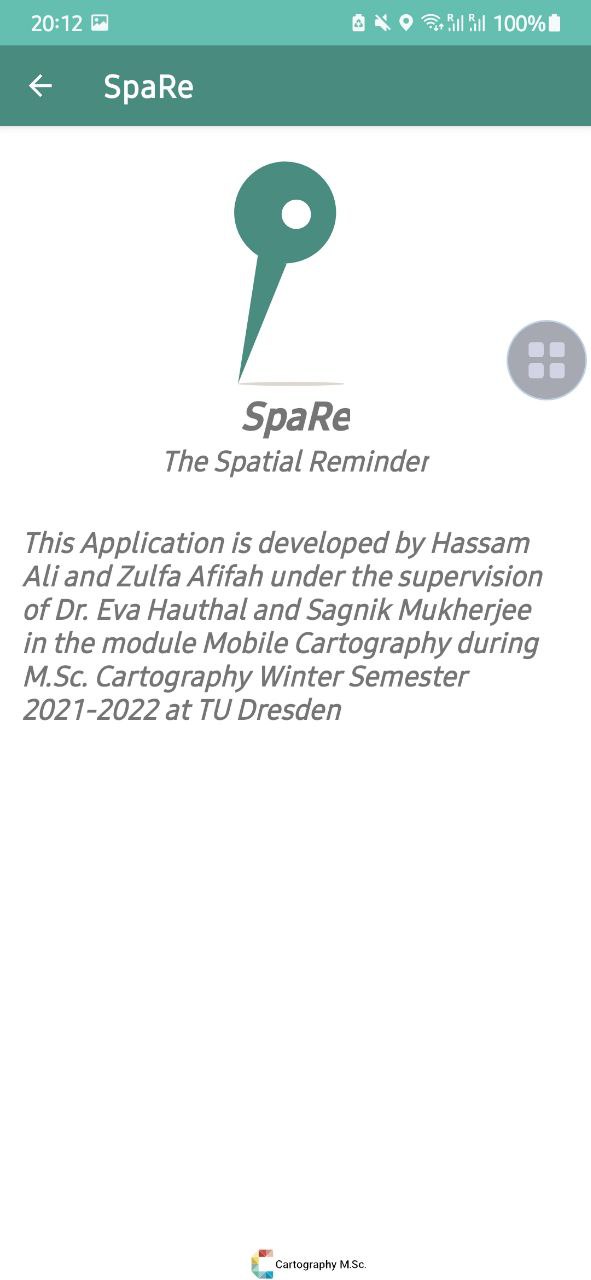 20:12 R R 100%
SpaRe
SpaRe
The Spatial Reminder
This Application is developed by Hassam
Ali and Zulfa Afifah under the supervision
of Dr. Eva Hauthal and Sagnik Mukherjee
in the module Mobile Cartography during
M.Sc. Cartography Winter Semester
2021-2022 at TU Dresden
Cartography M.Sc.